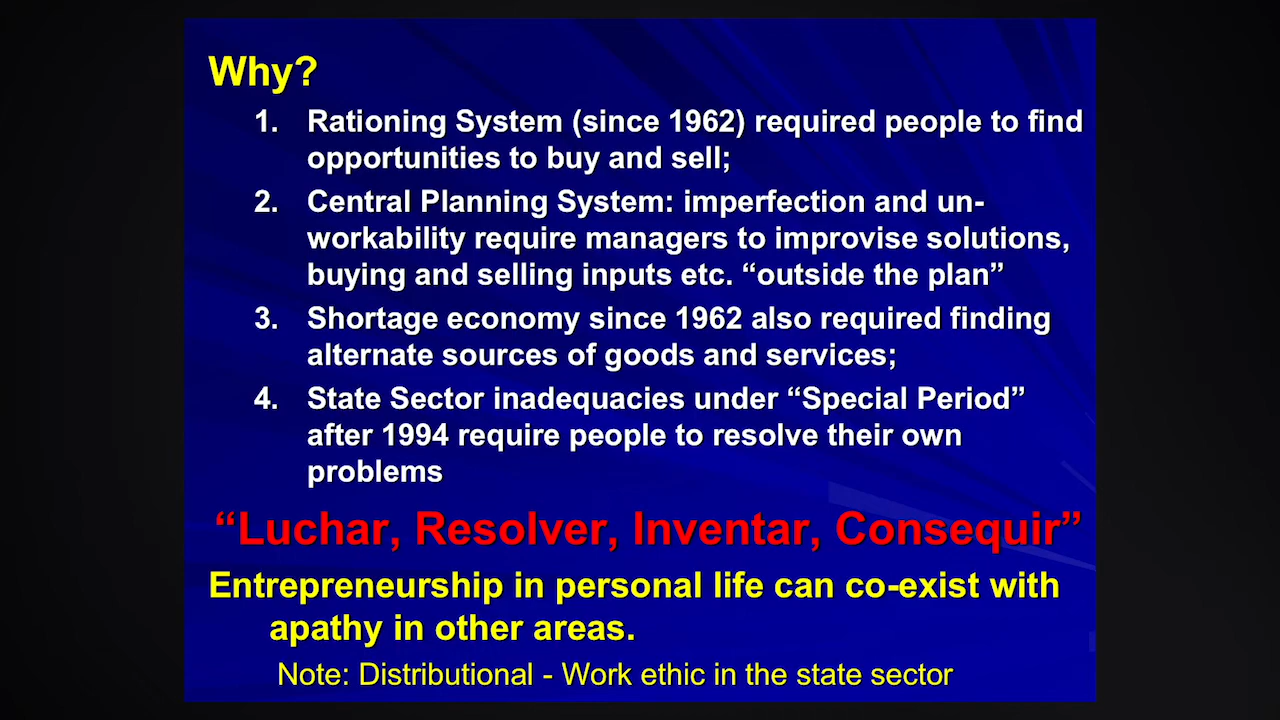 Why?
1. Rationing System (since 1962) required people to find
opportunities to buy and sell;
2. Central Planning System: imperfection and un-
workability require managers to improvise solutions,
buying and selling inputs etc. “outside the plan”
3. Shortage economy since 1962 also required finding
alternate sources of goods and services;
4. State Sector inadequacies under “Special Period”
after 1994 require people to resolve their own
problems
“Luchar, Resolver, Inventar, Consequir”
Entrepreneurship in personal life can co-exist with
apathy in other areas.
Note: Distributional - Work ethic in the state sector